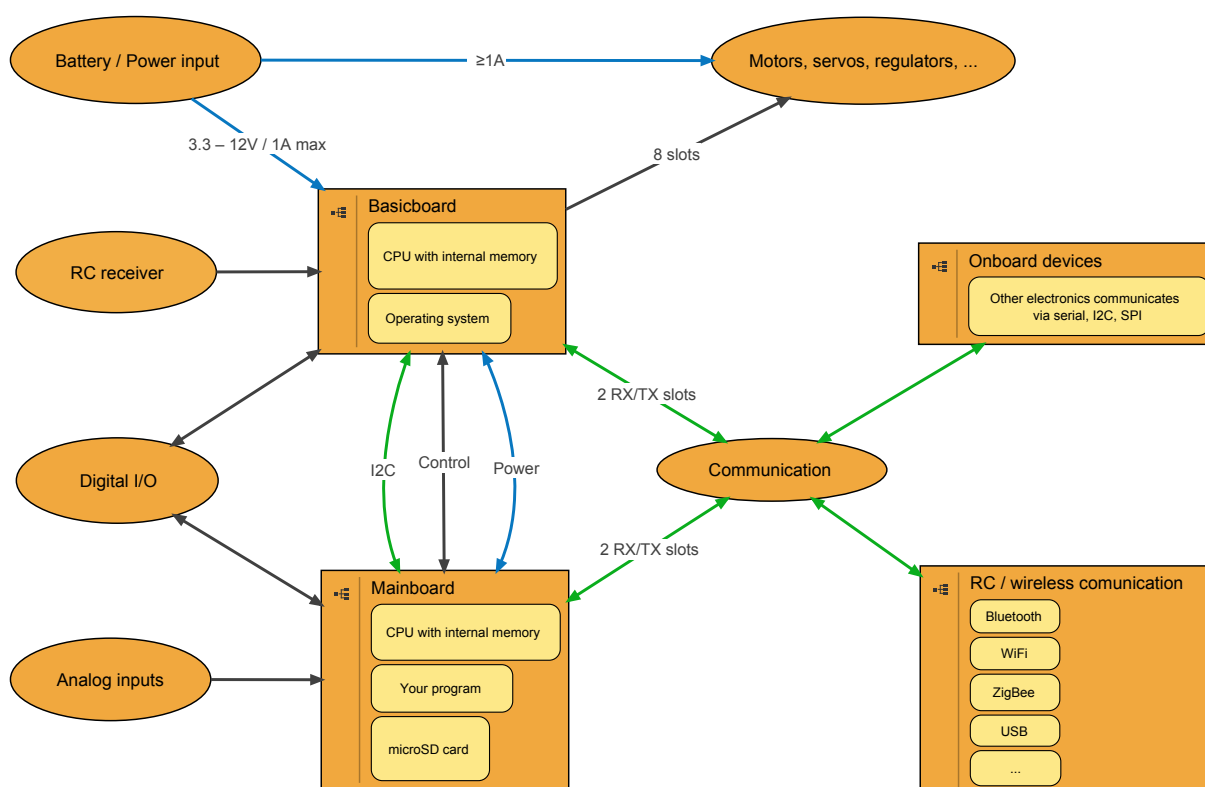 Battery / Power input
≥1A
Motors, servos, regulators, ...
3.3 – 12V / 1A max
8 slots
Basicboard
CPU with internal memory
Operating system
RC receiver
Onboard devices
Other electronics communicates
via serial, I2C, SPI
2 RX/TX slots
Digital I/O
I2C
Control
Power
Communication
2 RX/TX slots
Mainboard
CPU with internal memory
Your program
microSD card
Analog inputs
RC / wireless comunication
Bluetooth
WiFi
ZigBee
USB
...